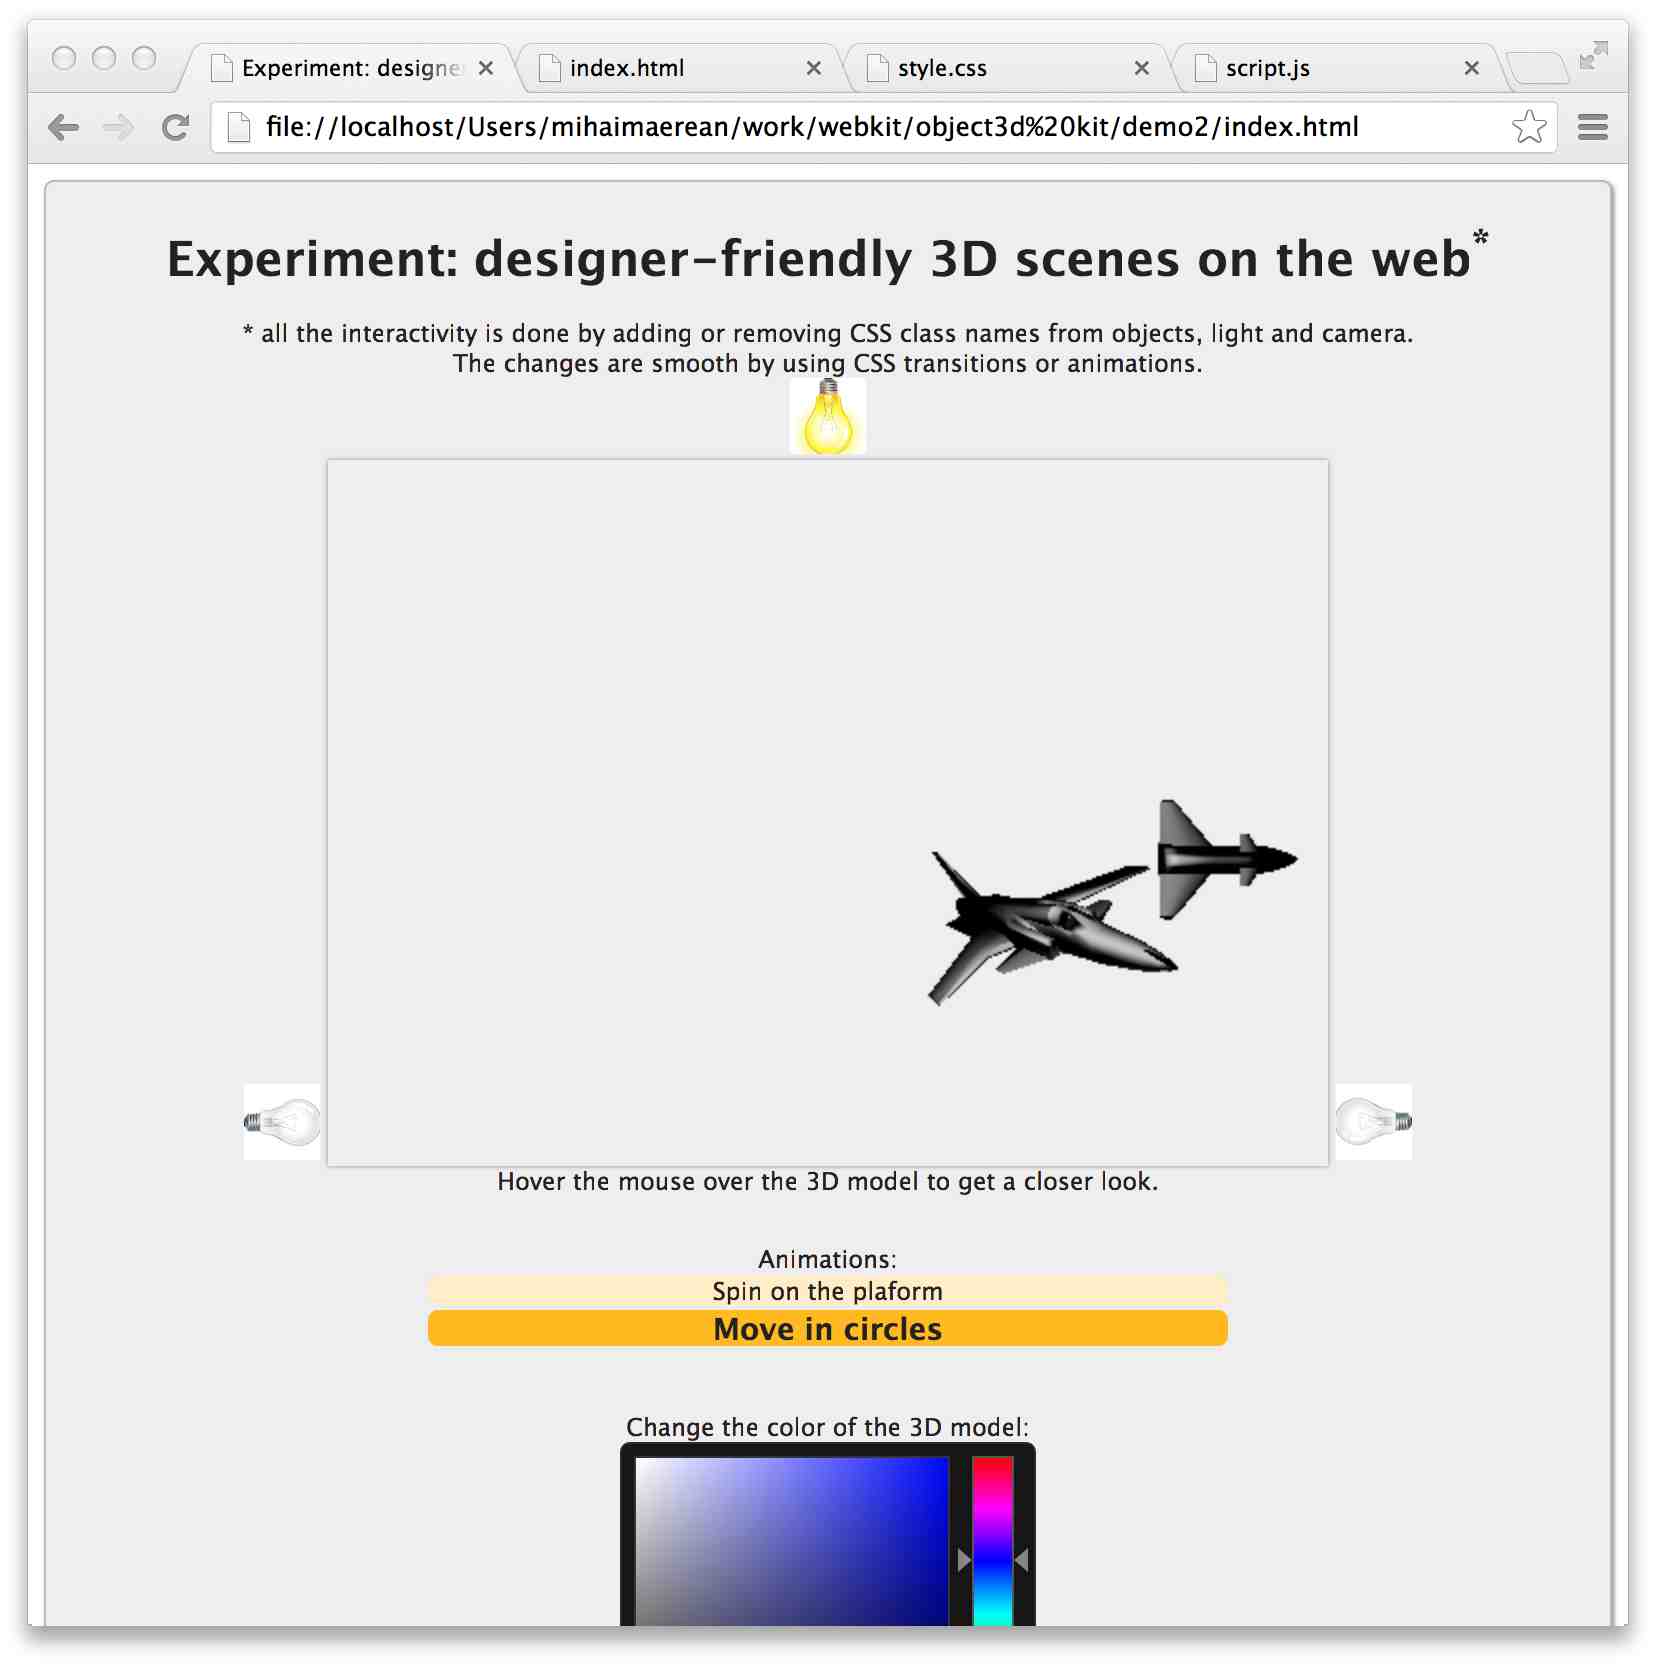 Experiment: designe
index.html
style.css
script.js
file://localhost/Users/mihaimaerean/work/webkit/object3d%20kit/demo2/index.html
Experiment: designer-friendly 3D scenes on the web*
* all the interactivity is done by adding or removing CSS class names from objects, light and camera.
The changes are smooth by using CSS transitions or animations.
Hover the mouse over the 3D model to get a closer look.
Animations:
Spin on the plaform
Move in circles
Change the color of the 3D model: